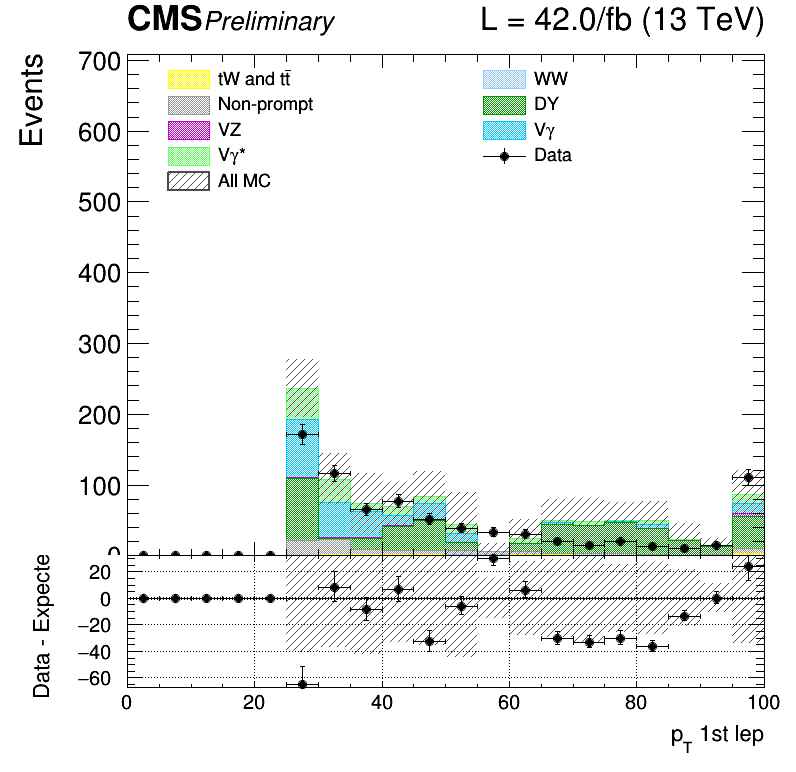 CMS Preliminary L = 42.0/fb (13 TeV)
Events
700
600
500
400
300
200
100
0
tW and tt̄
Non-prompt
VZ
Vγ*
All MC
WW
DY
Vγ
Data
Data - Expecte
20
0
−20
−40
−60
0 20 40 60 80 100
pT 1st lep